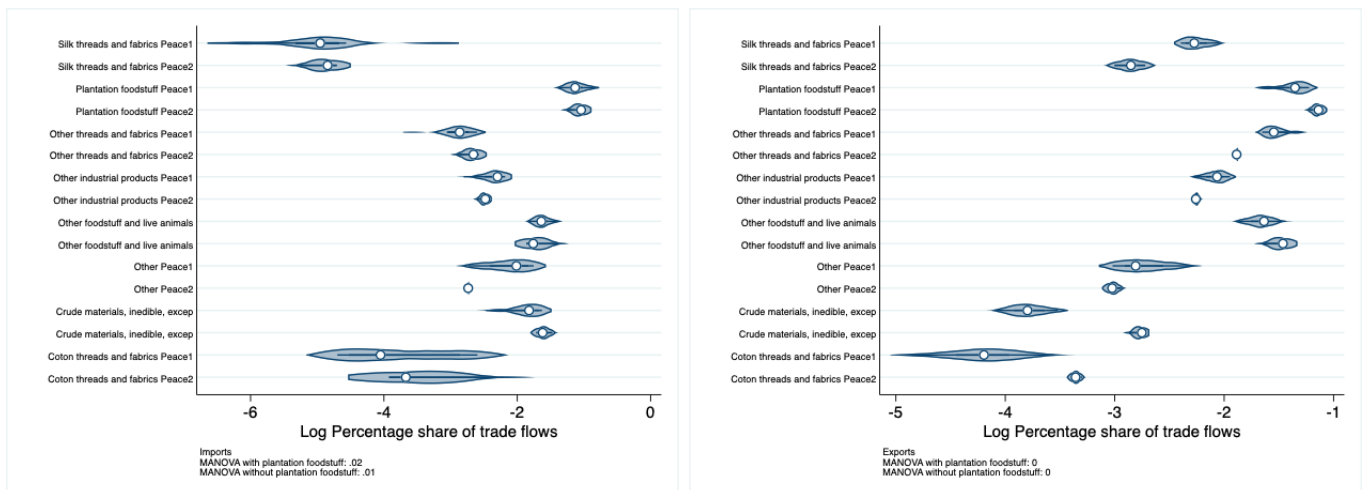 Silk threads and fabrics Peace1
Silk threads and fabrics Peace2
Plantation foodstuff Peace1
Plantation foodstuff Peace2
Other threads and fabrics Peace1
Other threads and fabrics Peace2
Other industrial products Peace1
Other industrial products Peace2
Other foodstuff and live animals
Other foodstuff and live animals
Other Peace1
Other Peace2
Crude materials, inedible, excep
Crude materials, inedible, excep
Coton threads and fabrics Peace1
Coton threads and fabrics Peace2
-6 -4 -2 0
Log Percentage share of trade flows
Imports
MANOVA with plantation foodstuff: .02
MANOVA without plantation foodstuff: .01
Silk threads and fabrics Peace1
Silk threads and fabrics Peace2
Plantation foodstuff Peace1
Plantation foodstuff Peace2
Other threads and fabrics Peace1
Other threads and fabrics Peace2
Other industrial products Peace1
Other industrial products Peace2
Other foodstuff and live animals
Other foodstuff and live animals
Other Peace1
Other Peace2
Crude materials, inedible, excep
Crude materials, inedible, excep
Coton threads and fabrics Peace1
Coton threads and fabrics Peace2
-5 -4 -3 -2 -1
Log Percentage share of trade flows
Exports
MANOVA with plantation foodstuff: 0
MANOVA without plantation foodstuff: 0